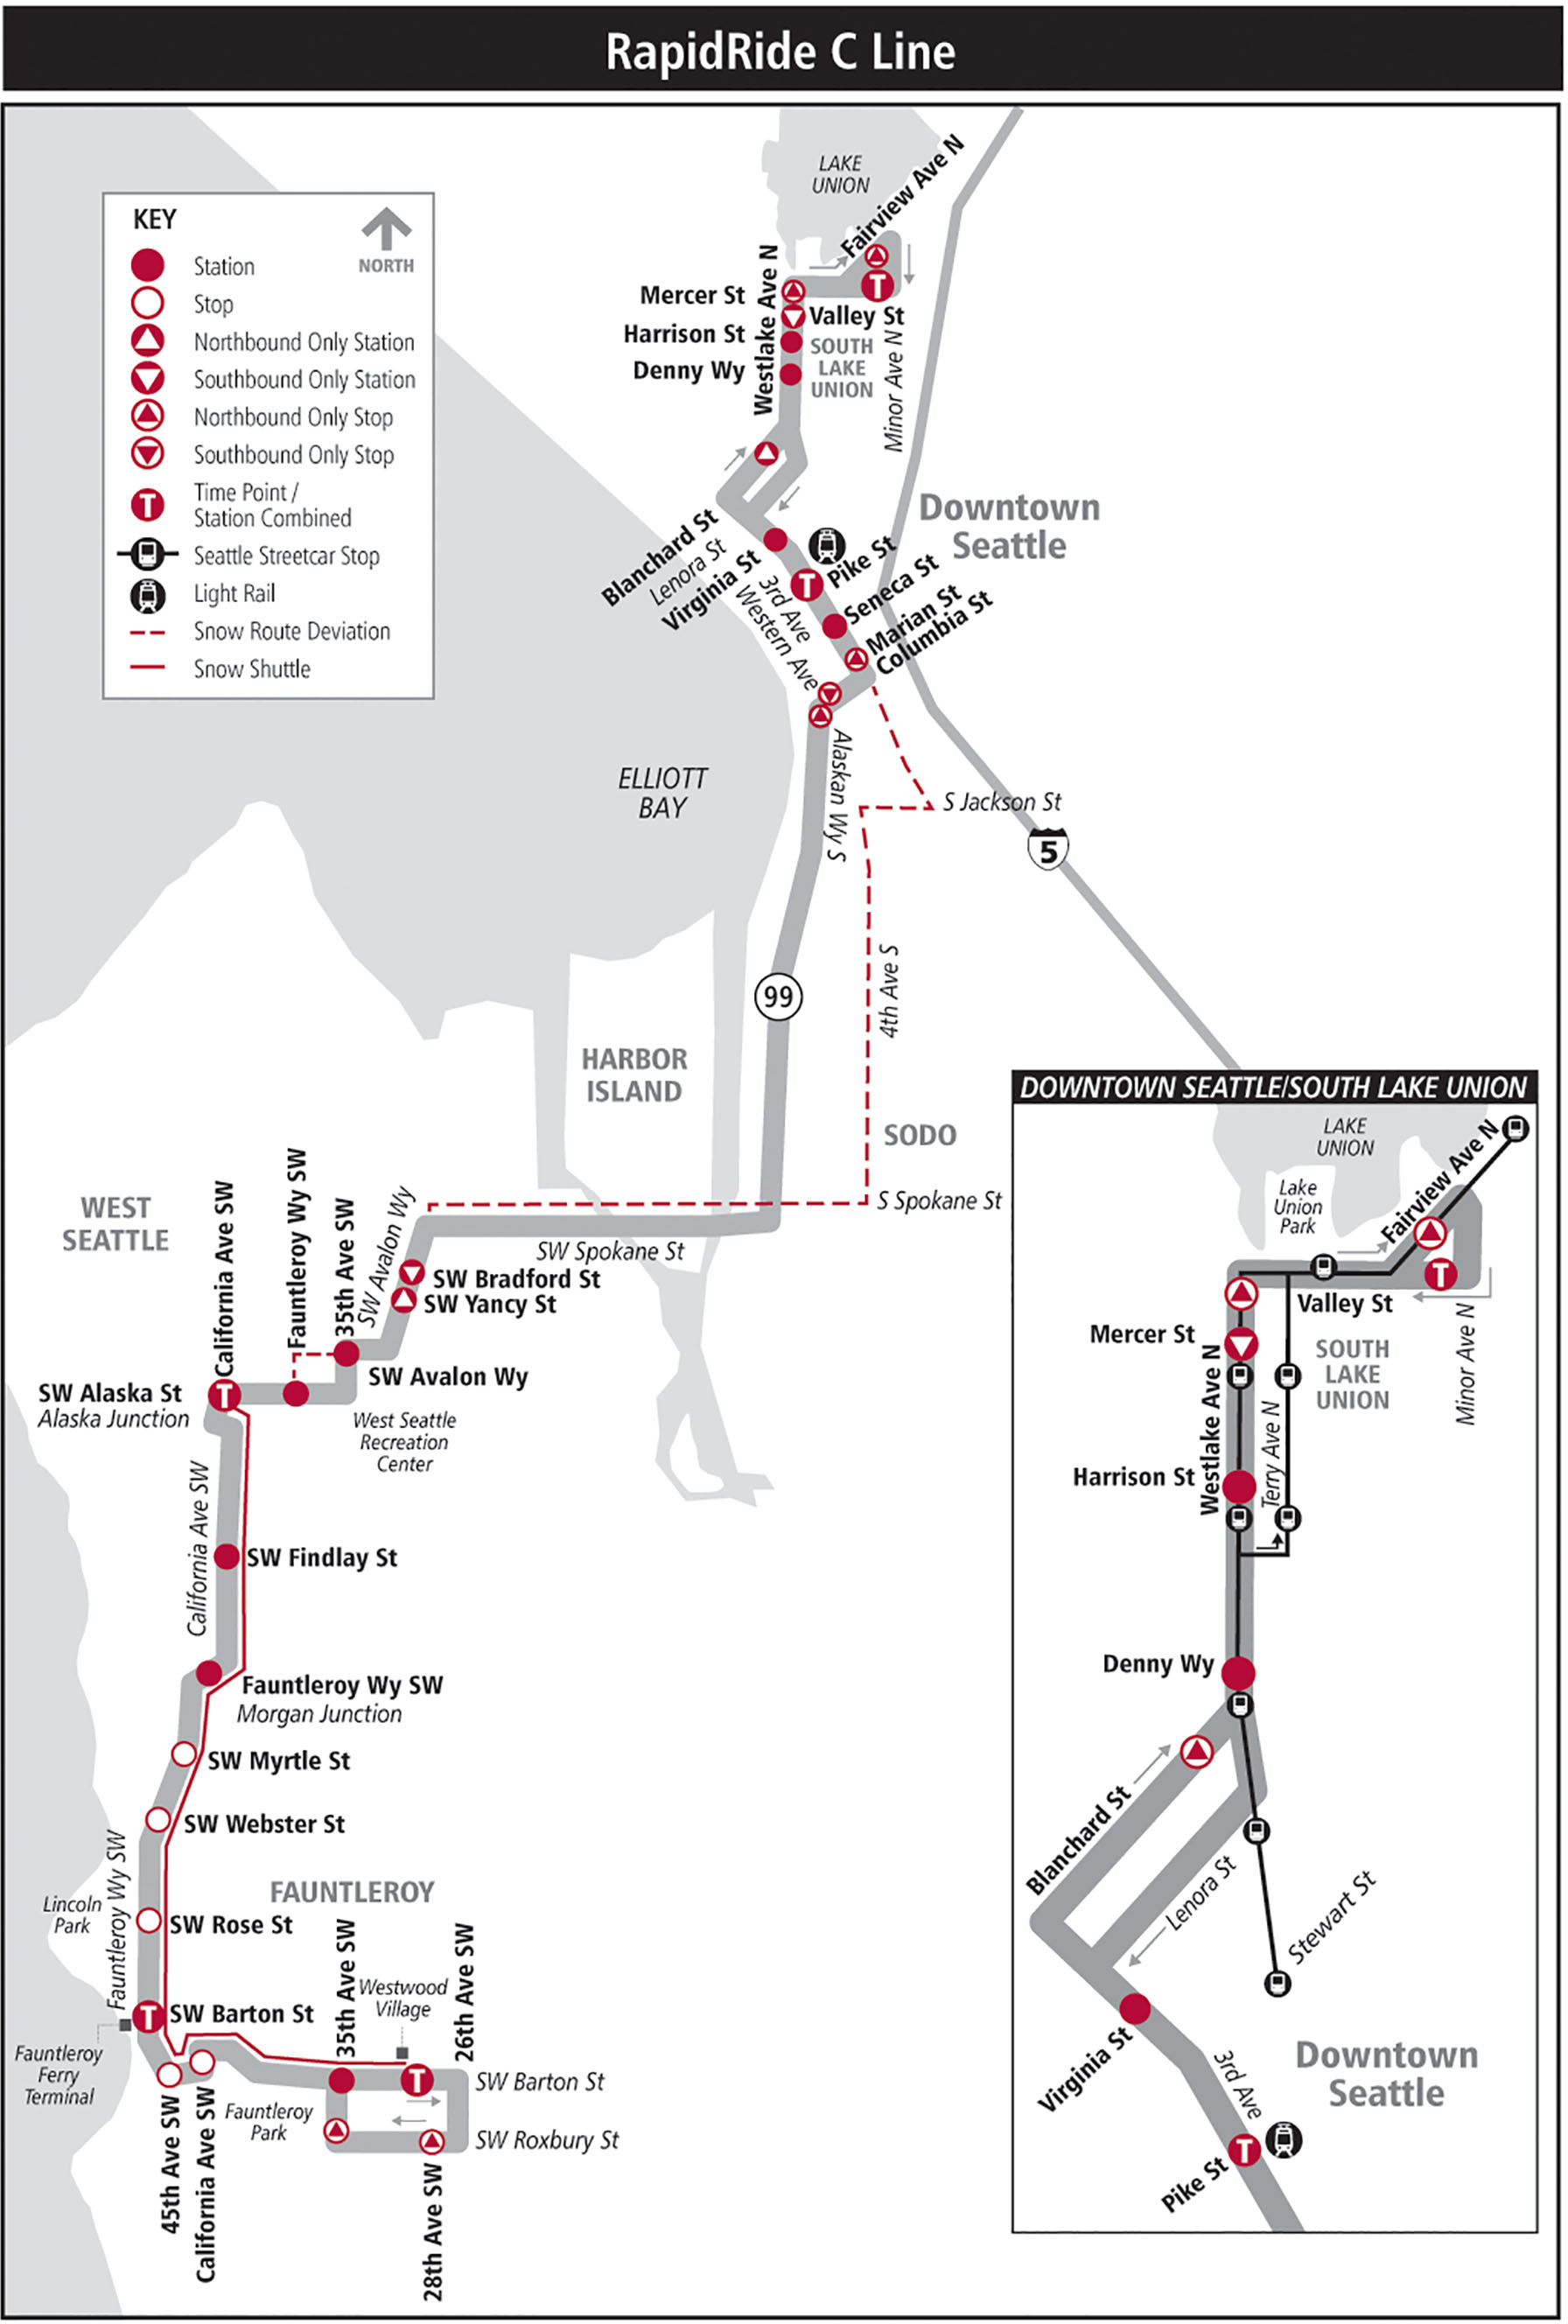 RapidRide C Line
KEY
NORTH
Station
Stop
Northbound Only Station
Southbound Only Station
Northbound Only Stop
Southbound Only Stop
T
Time Point /
Station Combined
Seattle Streetcar Stop
Light Rail
Snow Route Deviation
Snow Shuttle
LAKE
UNION
Fairview Ave N
Westlake Ave N
Mercer St
T
Valley St
Harrison St
SOUTH
LAKE
UNION
Denny Wy
Minor Ave N
Downtown
Seattle
Blanchard St
Lenora St
Virginia St
3rd Ave
Western Ave
T
Pike St
Seneca St
Marian St
Columbia St
Alaskan Wy S
ELLIOTT
BAY
S Jackson St
5
4th Ave S
99
HARBOR
ISLAND
SODO
S Spokane St
SW Spokane St
WEST
SEATTLE
California Ave SW
Fauntleroy Wy SW
35th Ave SW
SW Avalon Wy
SW Bradford St
SW Yancy St
SW Avalon Wy
SW Alaska St
Alaska Junction
T
West Seattle
Recreation
Center
California Ave SW
SW Findlay St
Fauntleroy Wy SW
Morgan Junction
SW Myrtle St
SW Webster St
Fauntleroy Wy SW
FAUNTLEROY
Lincoln
Park
SW Rose St
35th Ave SW
Westwood
Village
26th Ave SW
T
SW Barton St
Fauntleroy
Ferry
Terminal
T
SW Barton St
Fauntleroy
Park
SW Roxbury St
45th Ave SW
California Ave SW
28th Ave SW
DOWNTOWN SEATTLE/SOUTH LAKE UNION
LAKE
UNION
Lake
Union
Park
Fairview Ave N
T
Valley St
Mercer St
SOUTH
LAKE
UNION
Minor Ave N
Westlake Ave N
Terry Ave N
Harrison St
Denny Wy
Blanchard St
Lenora St
Stewart St
Virginia St
3rd Ave
Downtown
Seattle
T
Pike St